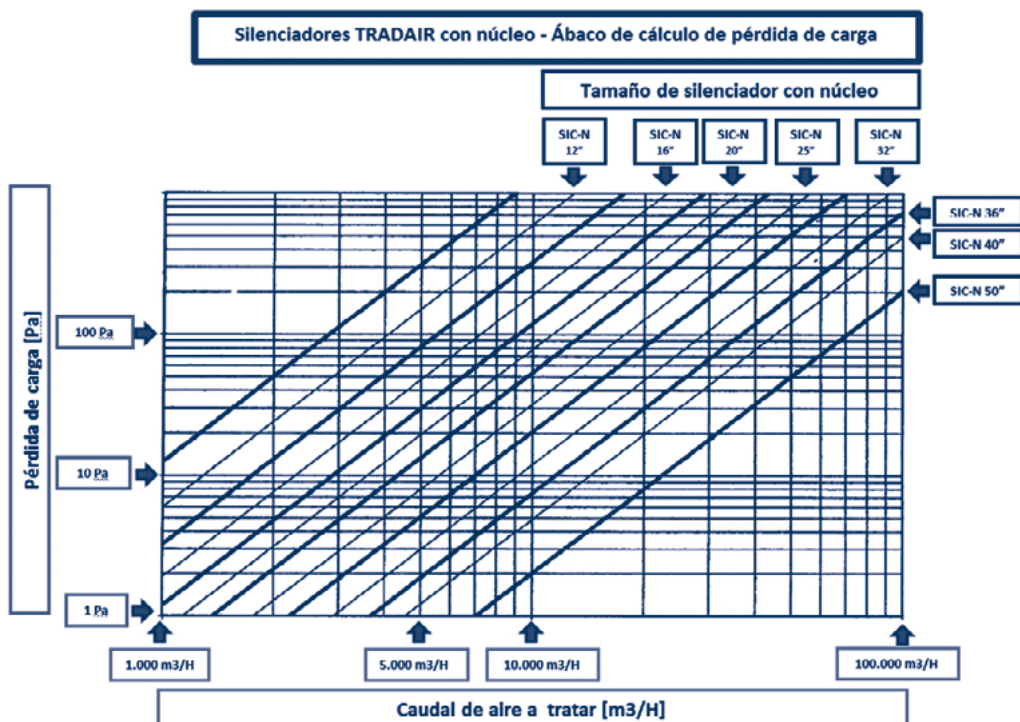 Silenciadores TRADAIR con núcleo - Ábaco de cálculo de pérdida de carga
Tamaño de silenciador con núcleo
SIC-N
12”
SIC-N
16”
SIC-N
20”
SIC-N
25”
SIC-N
32”
SIC-N 36”
SIC-N 40”
SIC-N 50”
Pérdida de carga [Pa]
100 Pa
10 Pa
1 Pa
1.000 m3/H
5.000 m3/H
10.000 m3/H
100.000 m3/H
Caudal de aire a tratar [m3/H]